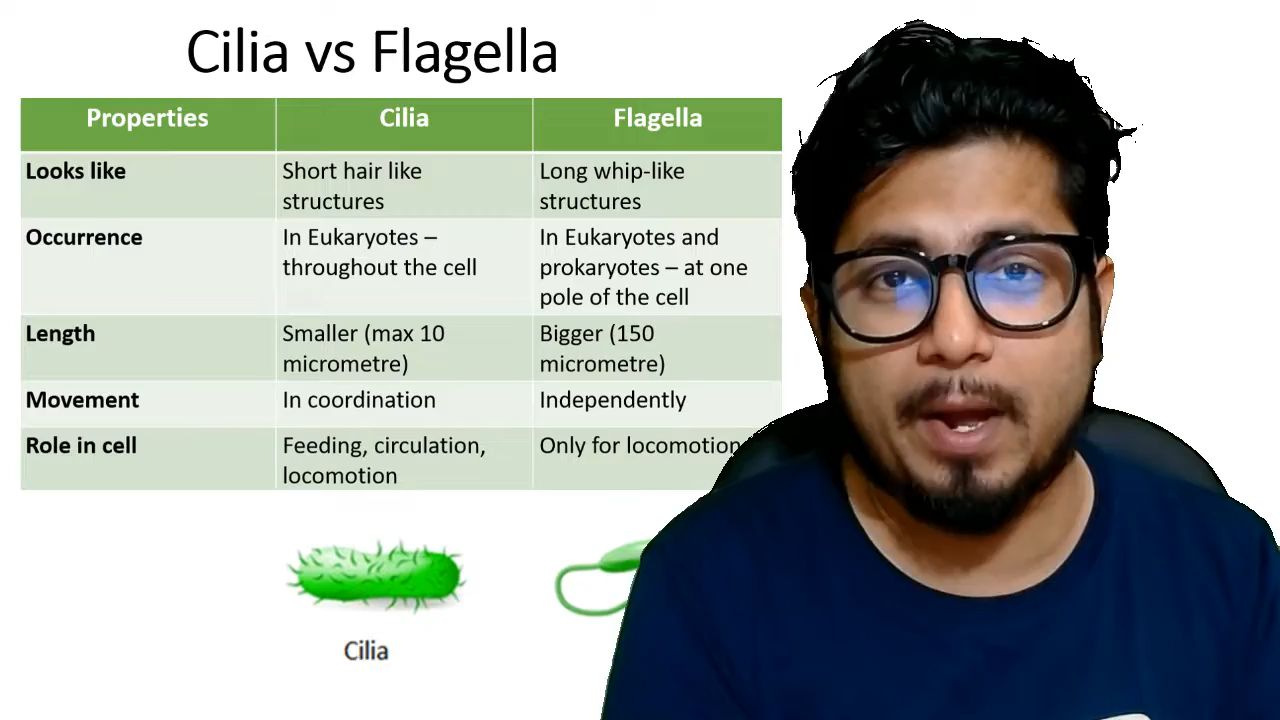 Cilia vs Flagella
Properties Cilia Flagella
Looks like Short hair like Long whip-like
structures structures
Occurrence In Eukaryotes – In Eukaryotes and
throughout the cell prokaryotes – at one
pole of the cell
Length Smaller (max 10 Bigger (150
micrometre) micrometre)
Movement In coordination Independently
Role in cell Feeding, circulation, Only for locomotion
locomotion
Cilia